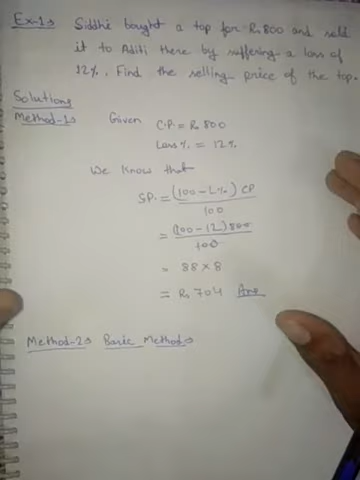 Ex-1:> Siddhi bought a top for Rs 800 and sold
it to Aditi there by suffering a loss of
12%. Find the selling price of the top.
Solution:
Method-1:> Given C.P. = Rs 800
Loss % = 12%
We know that
SP. = (100 - L%) CP
100
= (100 - 12) 800
100
= 88 × 8
= Rs 704 Ans
Method-2:> Basic Method:>